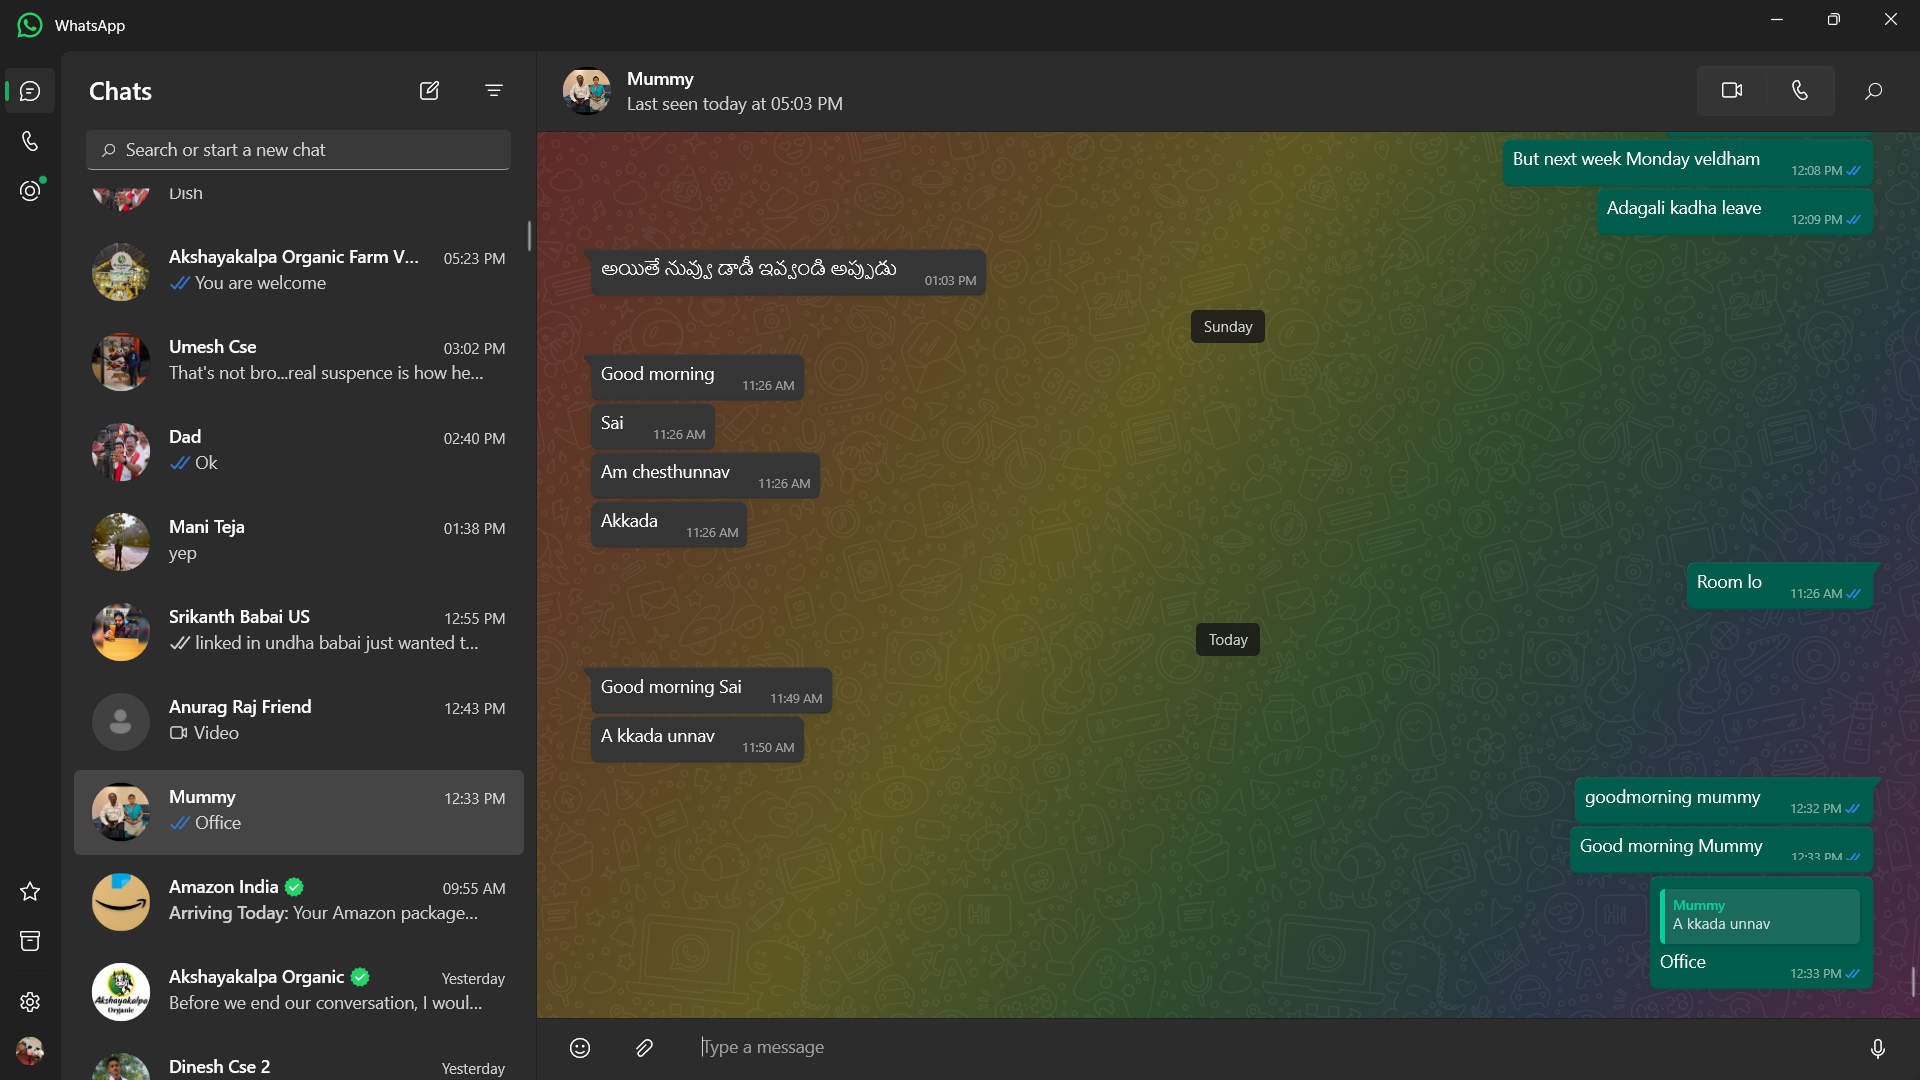 WhatsApp
Chats
Search or start a new chat
Dish
Akshayakalpa Organic Farm V... 05:23 PM
You are welcome
Umesh Cse 03:02 PM
That's not bro...real suspence is how he...
Dad 02:40 PM
Ok
Mani Teja 01:38 PM
yep
Srikanth Babai US 12:55 PM
linked in undha babai just wanted t...
Anurag Raj Friend 12:43 PM
Video
Mummy 12:33 PM
Office
Amazon India 09:55 AM
Arriving Today: Your Amazon package...
Akshayakalpa Organic Yesterday
Before we end our conversation, I woul...
Akshayakalpa
Organic
Dinesh Cse 2 Yesterday
Mummy
Last seen today at 05:03 PM
But next week Monday veldham 12:08 PM
Adagali kadha leave 12:09 PM
అయితే నువ్వు డాడీ ఇవ్వండి అప్పుడు 01:03 PM
Sunday
Good morning 11:26 AM
Sai 11:26 AM
Am chesthunnav 11:26 AM
Akkada 11:26 AM
Room lo 11:26 AM
Today
Good morning Sai 11:49 AM
A kkada unnav 11:50 AM
goodmorning mummy 12:32 PM
Good morning Mummy 12:33 PM
Mummy
A kkada unnav
Office 12:33 PM
Type a message